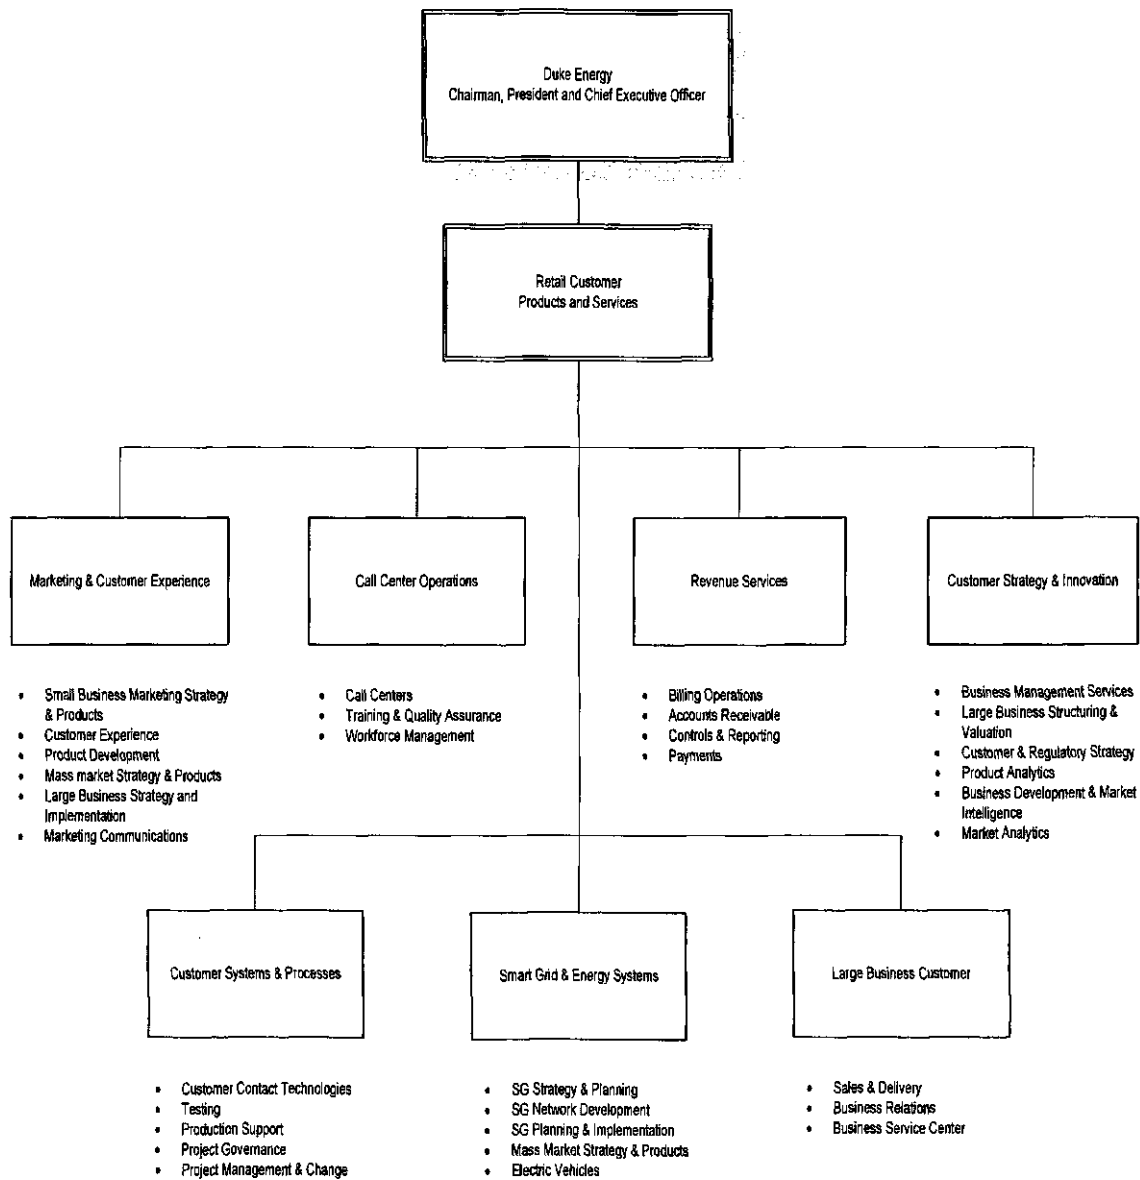 Duke Energy
Chairman, President and Chief Executive Officer
Retail Customer
Products and Services
Marketing & Customer Experience
Call Center Operations
Revenue Services
Customer Strategy & Innovation
• Small Business Marketing Strategy
& Products
• Customer Experience
• Product Development
• Mass market Strategy & Products
• Large Business Strategy and
Implementation
• Marketing Communications
• Call Centers
• Training & Quality Assurance
• Workforce Management
• Billing Operations
• Accounts Receivable
• Controls & Reporting
• Payments
• Business Management Services
• Large Business Structuring &
Valuation
• Customer & Regulatory Strategy
• Product Analytics
• Business Development & Market
Intelligence
• Market Analytics
Customer Systems & Processes
Smart Grid & Energy Systems
Large Business Customer
• Customer Contact Technologies
• Testing
• Production Support
• Project Governance
• Project Management & Change
• SG Strategy & Planning
• SG Network Development
• SG Planning & Implementation
• Mass Market Strategy & Products
• Electric Vehicles
• Sales & Delivery
• Business Relations
• Business Service Center